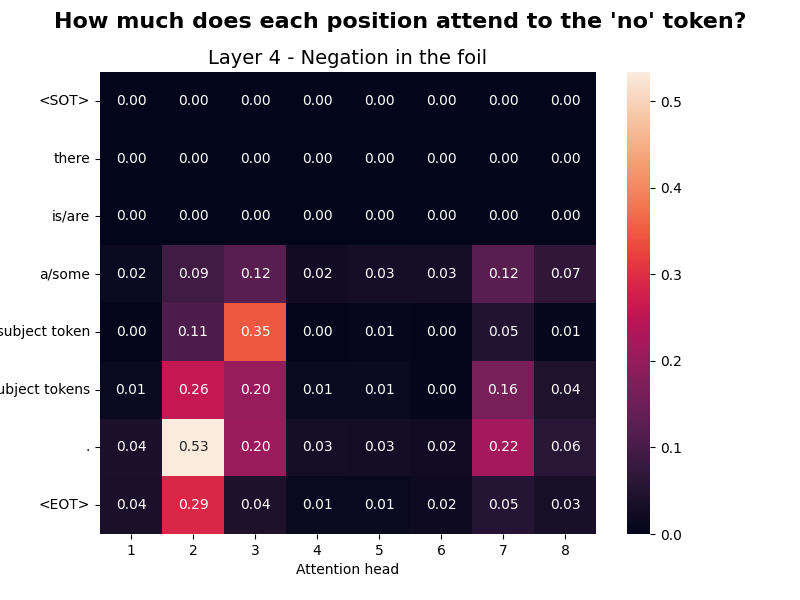 How much does each position attend to the 'no' token?
Layer 4 - Negation in the foil
<SOT> 0.00 0.00 0.00 0.00 0.00 0.00 0.00 0.00
there 0.00 0.00 0.00 0.00 0.00 0.00 0.00 0.00
is/are 0.00 0.00 0.00 0.00 0.00 0.00 0.00 0.00
a/some 0.02 0.09 0.12 0.02 0.03 0.03 0.12 0.07
subject token 0.00 0.11 0.35 0.00 0.01 0.00 0.05 0.01
ubject tokens 0.01 0.26 0.20 0.01 0.01 0.00 0.16 0.04
. 0.04 0.53 0.20 0.03 0.03 0.02 0.22 0.06
<EOT> 0.04 0.29 0.04 0.01 0.01 0.02 0.05 0.03
1 2 3 4 5 6 7 8
Attention head
0.5
0.4
0.3
0.2
0.1
0.0